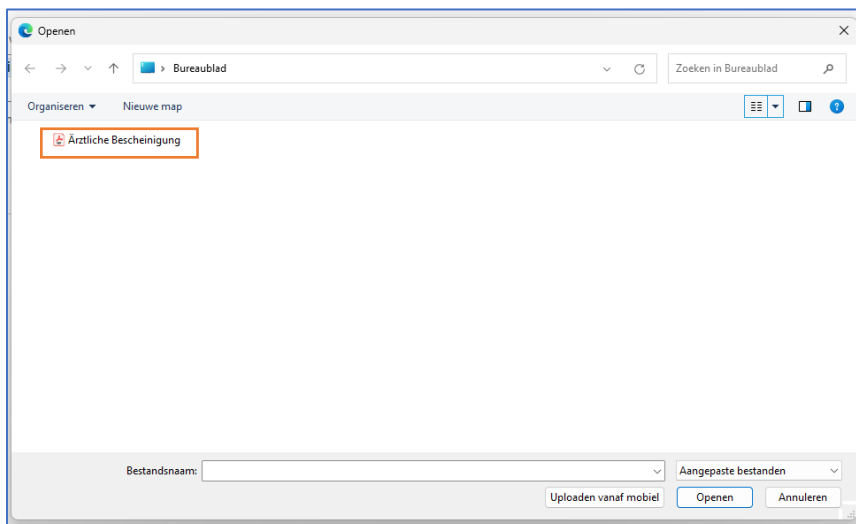 Openen
Bureaublad
Zoeken in Bureaublad
Organiseren
Nieuwe map
Ärztliche Bescheinigung
Bestandsnaam:
Aangepaste bestanden
Uploaden vanaf mobiel
Openen
Annuleren